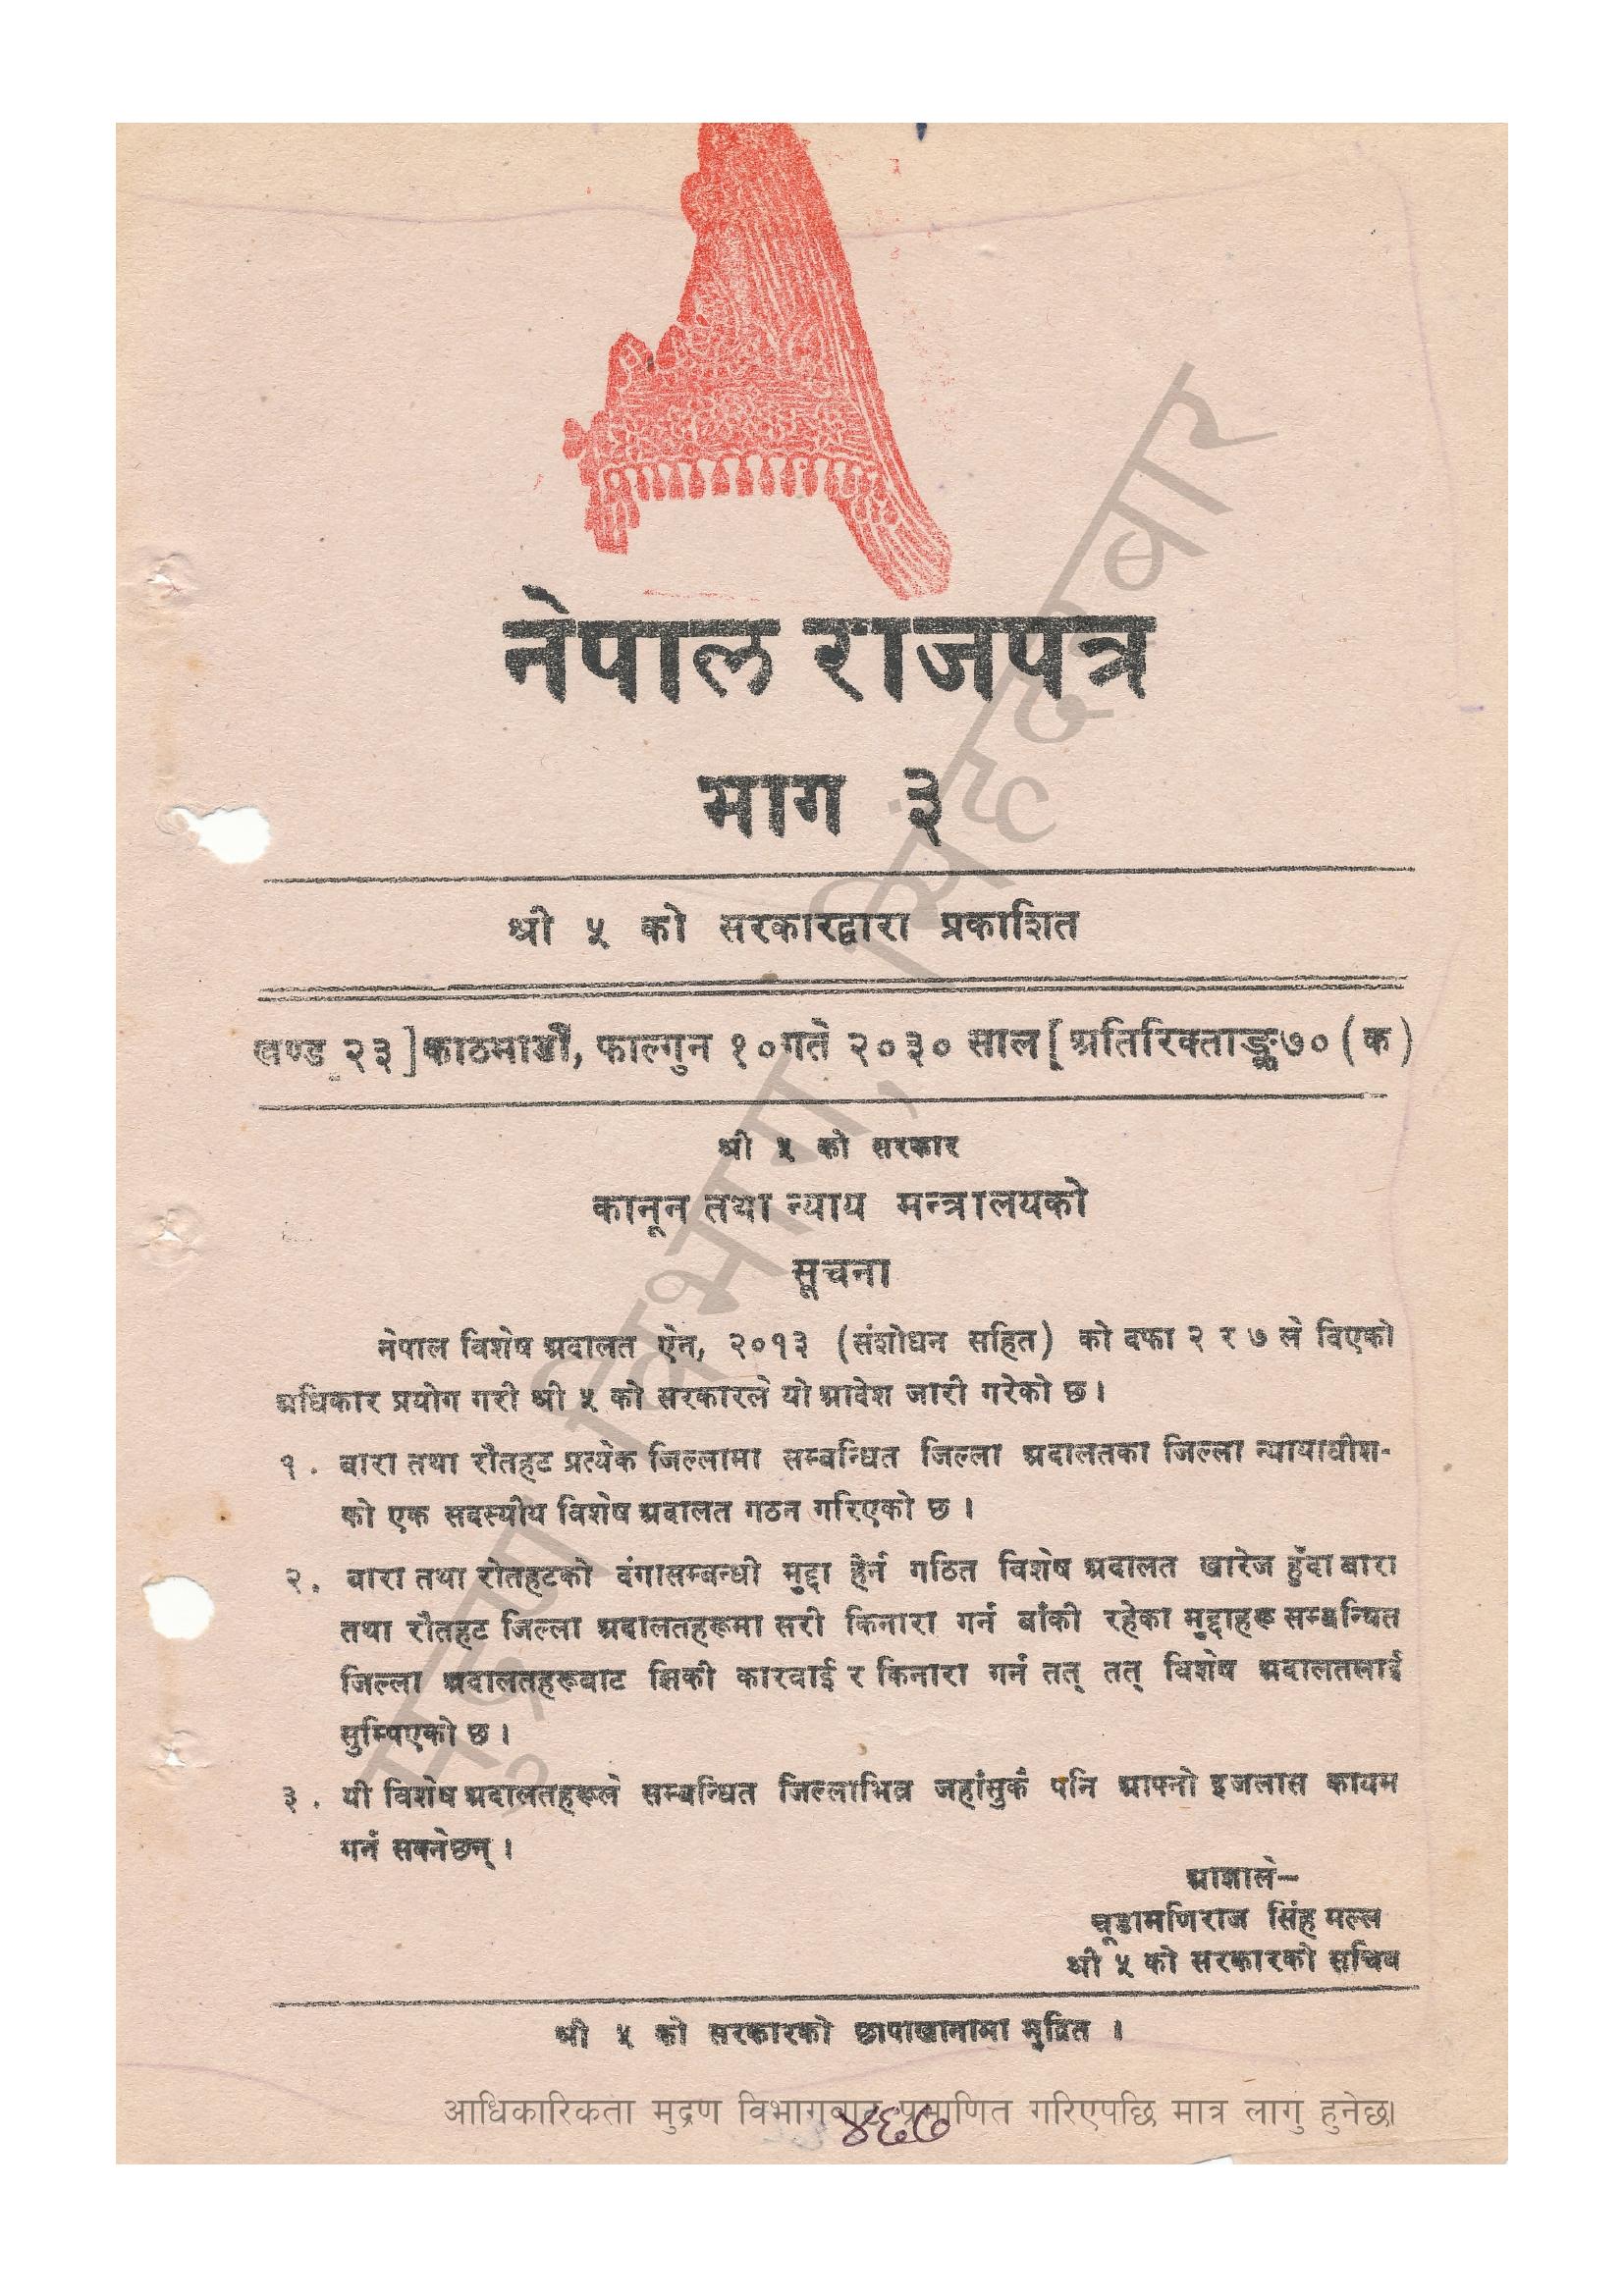 नेपाल राजपत्र
भाग ३
श्री ५ को सरकारद्वारा प्रकाशित
खण्ड २३] काठमाडौं, फाल्गुन १० गते २०३० साल [अतिरिक्ताङ्क ७० (क)
श्री ५ को सरकार
कानून तथा न्याय मन्त्रालयको
सूचना
नेपाल विशेष अदालत ऐन, २०१३ (संशोधन सहित) को दफा २ र ७ ले दिएको
अधिकार प्रयोग गरी श्री ५ को सरकारले यो आदेश जारी गरेको छ।
१. बारा तथा रौतहट प्रत्येक जिल्लामा सम्बन्धित जिल्ला अदालतका जिल्ला न्यायाधीश-
को एक सदस्यीय विशेष अदालत गठन गरिएको छ ।
२. बारा तथा रौतहटको दंगासम्बन्धी मुद्दा हेर्न गठित विशेष अदालत खारेज हुँदा बारा
तथा रौतहट जिल्ला अदालतहरूमा सरी किनारा गर्न बांकी रहेका मुद्दाहरू सम्बन्धित
जिल्ला अदालतहरूबाट झिकी कारवाई र किनारा गर्न तत् तत् विशेष अदालतलाई
सुम्पिएको छ ।
३. यी विशेष अदालतहरूले सम्बन्धित जिल्लाभित्र जहांसुकै पनि आफ्नो इजलास कायम
गर्न सक्नेछन् ।
आज्ञाले–
चूडामणिराज सिंह मल्ल
श्री ५ को सरकारको सचिव
श्री ५ को सरकारको छापाखानामा मुद्रित ।
मुद्रण विभाग, सिंहदरवार
आधिकारिकता मुद्रण विभागबाट प्रमाणित गरिएपछि मात्र लागु हुनेछ।
४६७